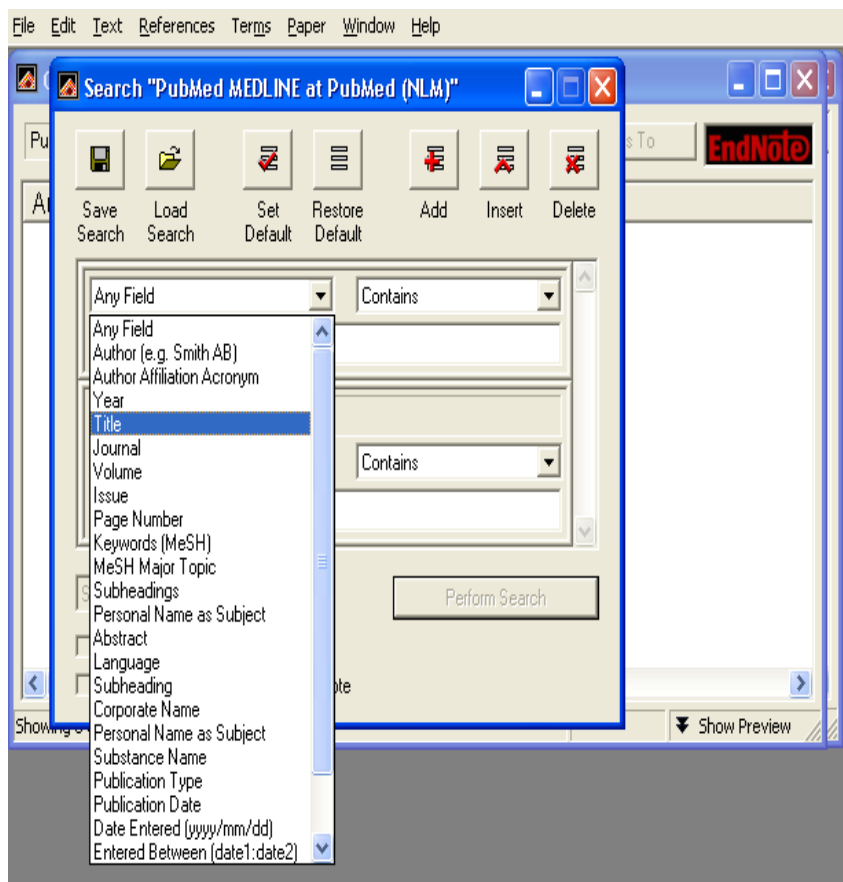 File Edit Text References Terms Paper Window Help
Search "PubMed MEDLINE at PubMed (NLM)"
s To
EndNote
Save Search
Load Search
Set Default
Restore Default
Add
Insert
Delete
Any Field
Contains
Any Field
Author (e.g. Smith AB)
Author Affiliation Acronym
Year
Title
Journal
Volume
Issue
Page Number
Keywords (MeSH)
MeSH Major Topic
Subheadings
Personal Name as Subject
Abstract
Language
Subheading
Corporate Name
Personal Name as Subject
Substance Name
Publication Type
Publication Date
Date Entered (yyyy/mm/dd)
Entered Between (date1:date2)
Contains
Perform Search
Showing
Show Preview